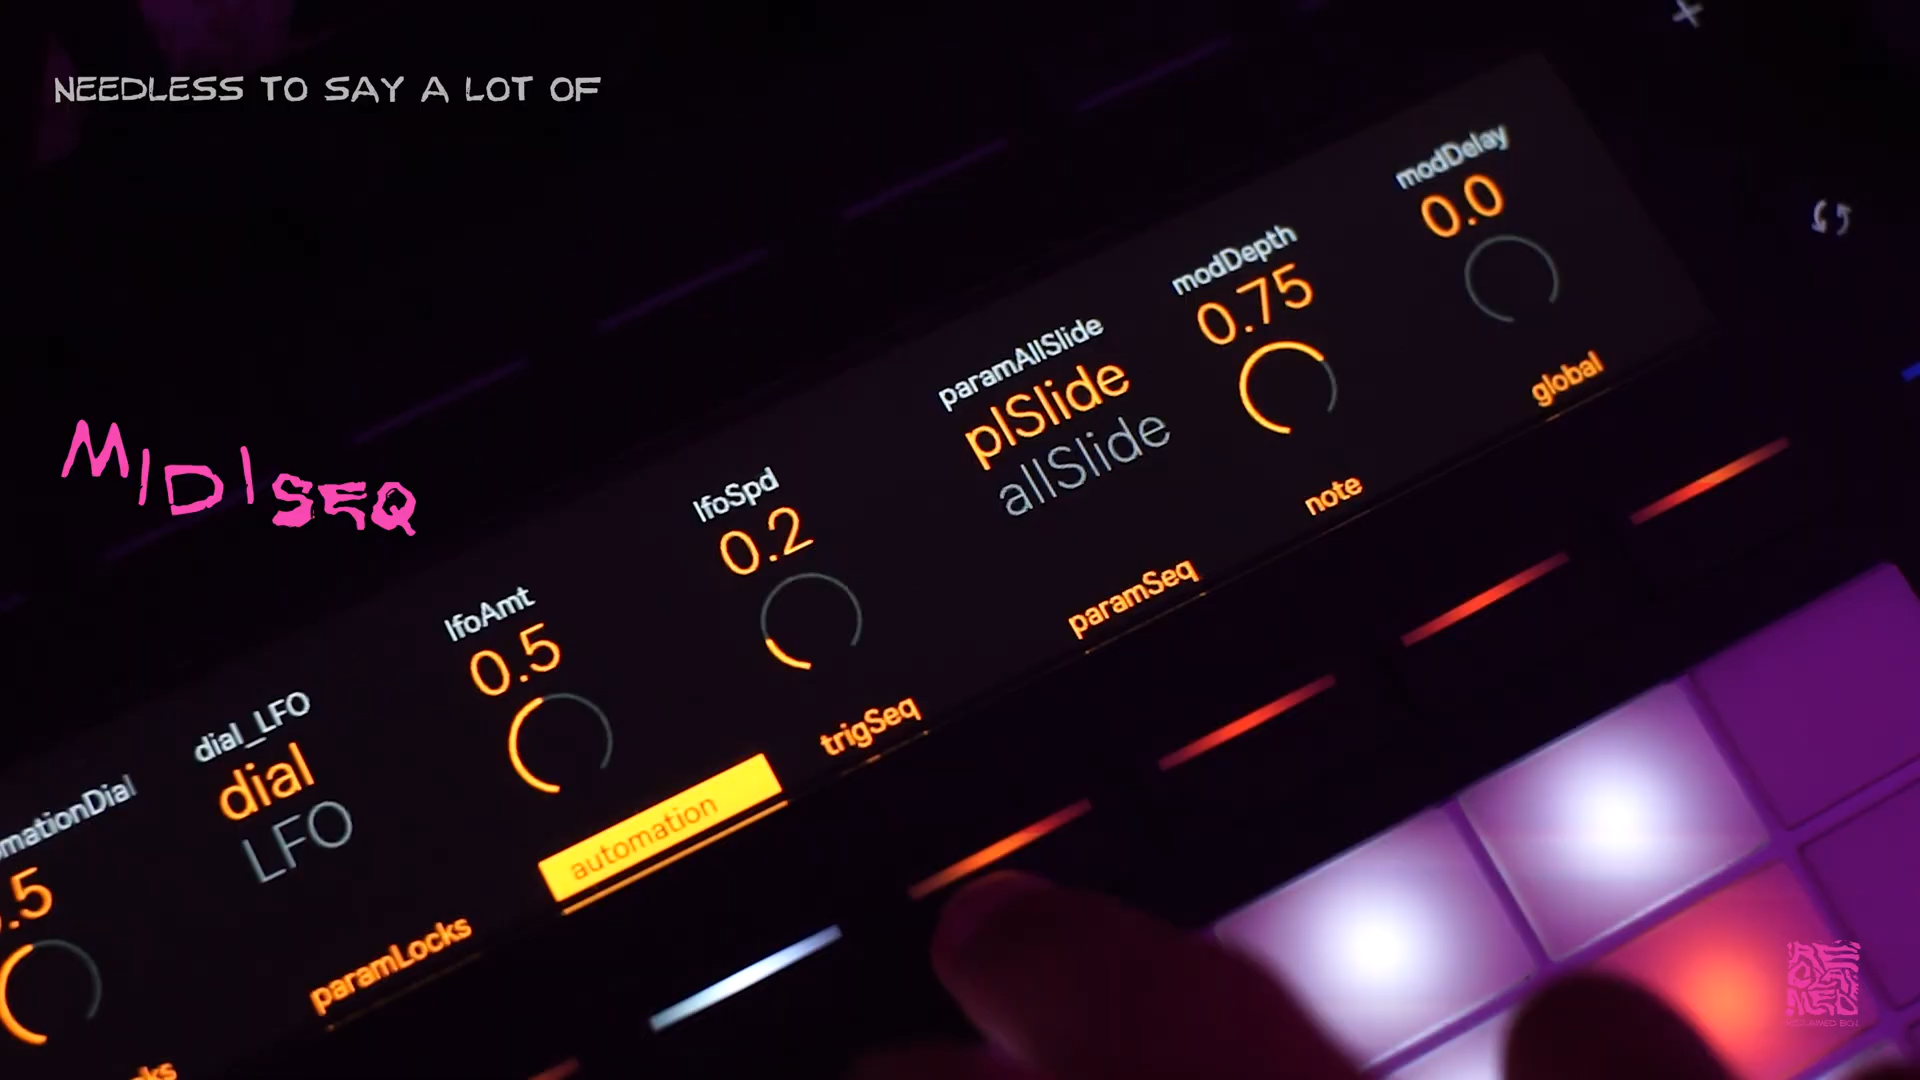 NEEDLESS TO SAY A LOT OF
MIDISEQ
modDelay
0.0
modDepth
0.75
paramAllSlide
plSlide
allSlide
lfoSpd
0.2
lfoAmt
0.5
dial_LFO
dial
LFO
mationDial
.5
global
note
paramSeq
trigSeq
automation
paramLocks
ks